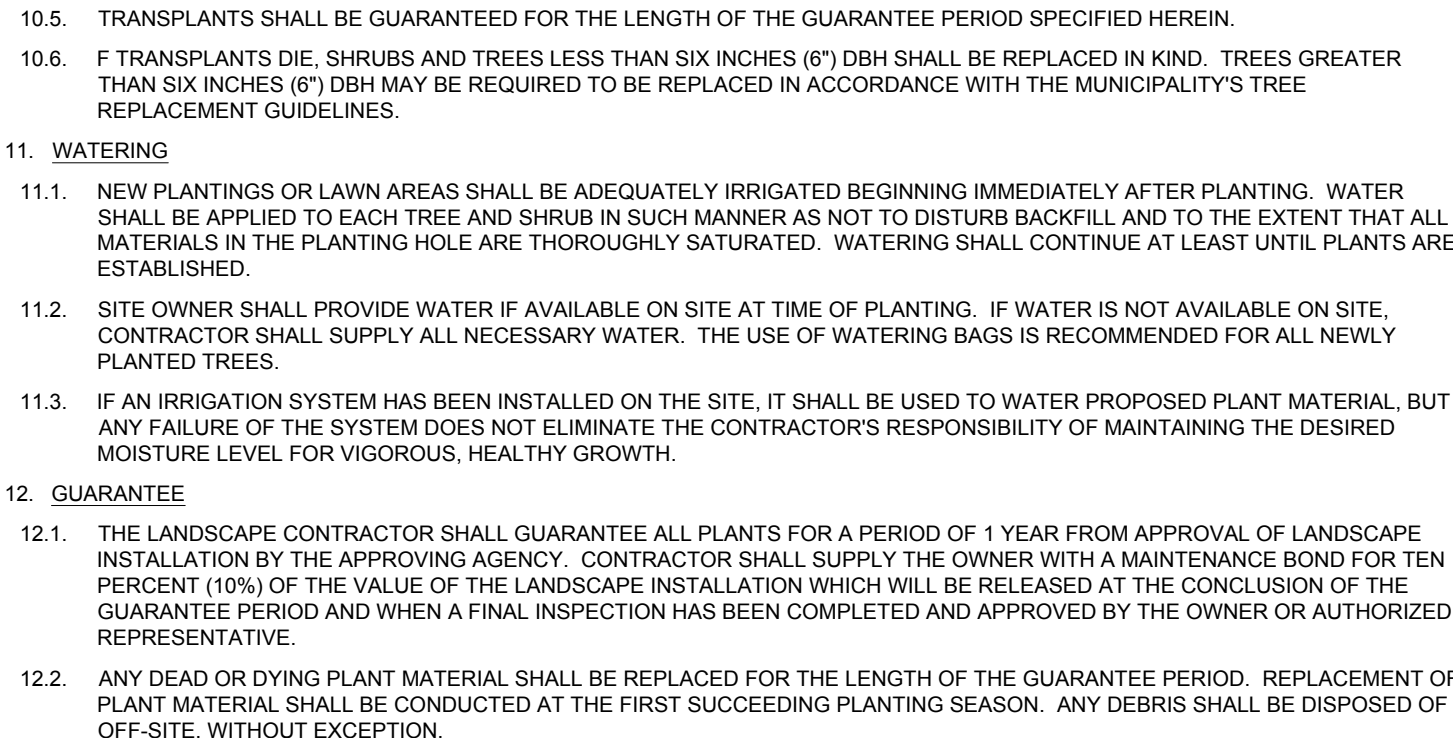 10.5. TRANSPLANTS SHALL BE GUARANTEED FOR THE LENGTH OF THE GUARANTEE PERIOD SPECIFIED HEREIN.
10.6. F TRANSPLANTS DIE, SHRUBS AND TREES LESS THAN SIX INCHES (6") DBH SHALL BE REPLACED IN KIND. TREES GREATER
THAN SIX INCHES (6") DBH MAY BE REQUIRED TO BE REPLACED IN ACCORDANCE WITH THE MUNICIPALITY'S TREE
REPLACEMENT GUIDELINES.
11. WATERING
11.1. NEW PLANTINGS OR LAWN AREAS SHALL BE ADEQUATELY IRRIGATED BEGINNING IMMEDIATELY AFTER PLANTING. WATER
SHALL BE APPLIED TO EACH TREE AND SHRUB IN SUCH MANNER AS NOT TO DISTURB BACKFILL AND TO THE EXTENT THAT ALL
MATERIALS IN THE PLANTING HOLE ARE THOROUGHLY SATURATED. WATERING SHALL CONTINUE AT LEAST UNTIL PLANTS ARE
ESTABLISHED.
11.2. SITE OWNER SHALL PROVIDE WATER IF AVAILABLE ON SITE AT TIME OF PLANTING. IF WATER IS NOT AVAILABLE ON SITE,
CONTRACTOR SHALL SUPPLY ALL NECESSARY WATER. THE USE OF WATERING BAGS IS RECOMMENDED FOR ALL NEWLY
PLANTED TREES.
11.3. IF AN IRRIGATION SYSTEM HAS BEEN INSTALLED ON THE SITE, IT SHALL BE USED TO WATER PROPOSED PLANT MATERIAL, BUT
ANY FAILURE OF THE SYSTEM DOES NOT ELIMINATE THE CONTRACTOR'S RESPONSIBILITY OF MAINTAINING THE DESIRED
MOISTURE LEVEL FOR VIGOROUS, HEALTHY GROWTH.
12. GUARANTEE
12.1. THE LANDSCAPE CONTRACTOR SHALL GUARANTEE ALL PLANTS FOR A PERIOD OF 1 YEAR FROM APPROVAL OF LANDSCAPE
INSTALLATION BY THE APPROVING AGENCY. CONTRACTOR SHALL SUPPLY THE OWNER WITH A MAINTENANCE BOND FOR TEN
PERCENT (10%) OF THE VALUE OF THE LANDSCAPE INSTALLATION WHICH WILL BE RELEASED AT THE CONCLUSION OF THE
GUARANTEE PERIOD AND WHEN A FINAL INSPECTION HAS BEEN COMPLETED AND APPROVED BY THE OWNER OR AUTHORIZED
REPRESENTATIVE.
12.2. ANY DEAD OR DYING PLANT MATERIAL SHALL BE REPLACED FOR THE LENGTH OF THE GUARANTEE PERIOD. REPLACEMENT OF
PLANT MATERIAL SHALL BE CONDUCTED AT THE FIRST SUCCEEDING PLANTING SEASON. ANY DEBRIS SHALL BE DISPOSED OF
OFF-SITE, WITHOUT EXCEPTION.